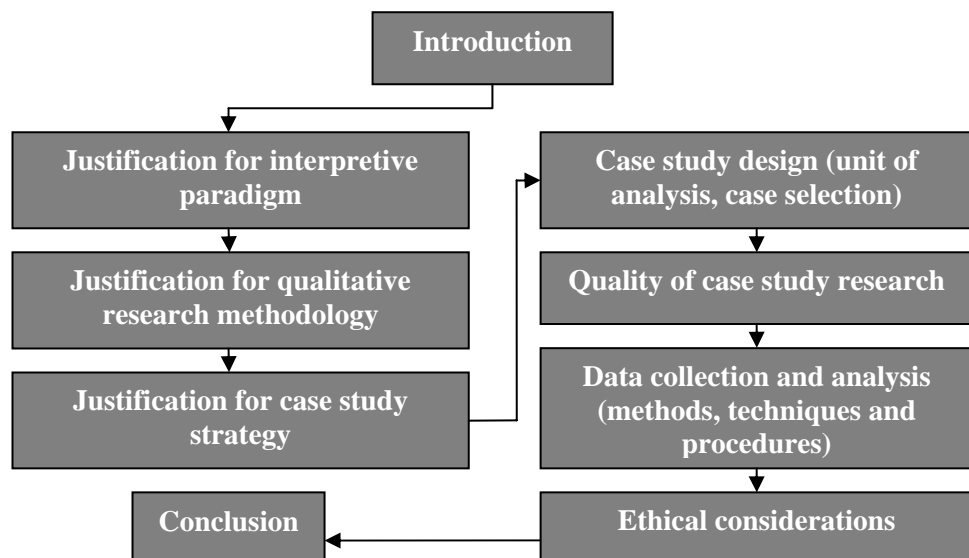 Introduction
Justification for interpretive
paradigm
Justification for qualitative
research methodology
Justification for case study
strategy
Case study design (unit of
analysis, case selection)
Quality of case study research
Data collection and analysis
(methods, techniques and
procedures)
Ethical considerations
Conclusion